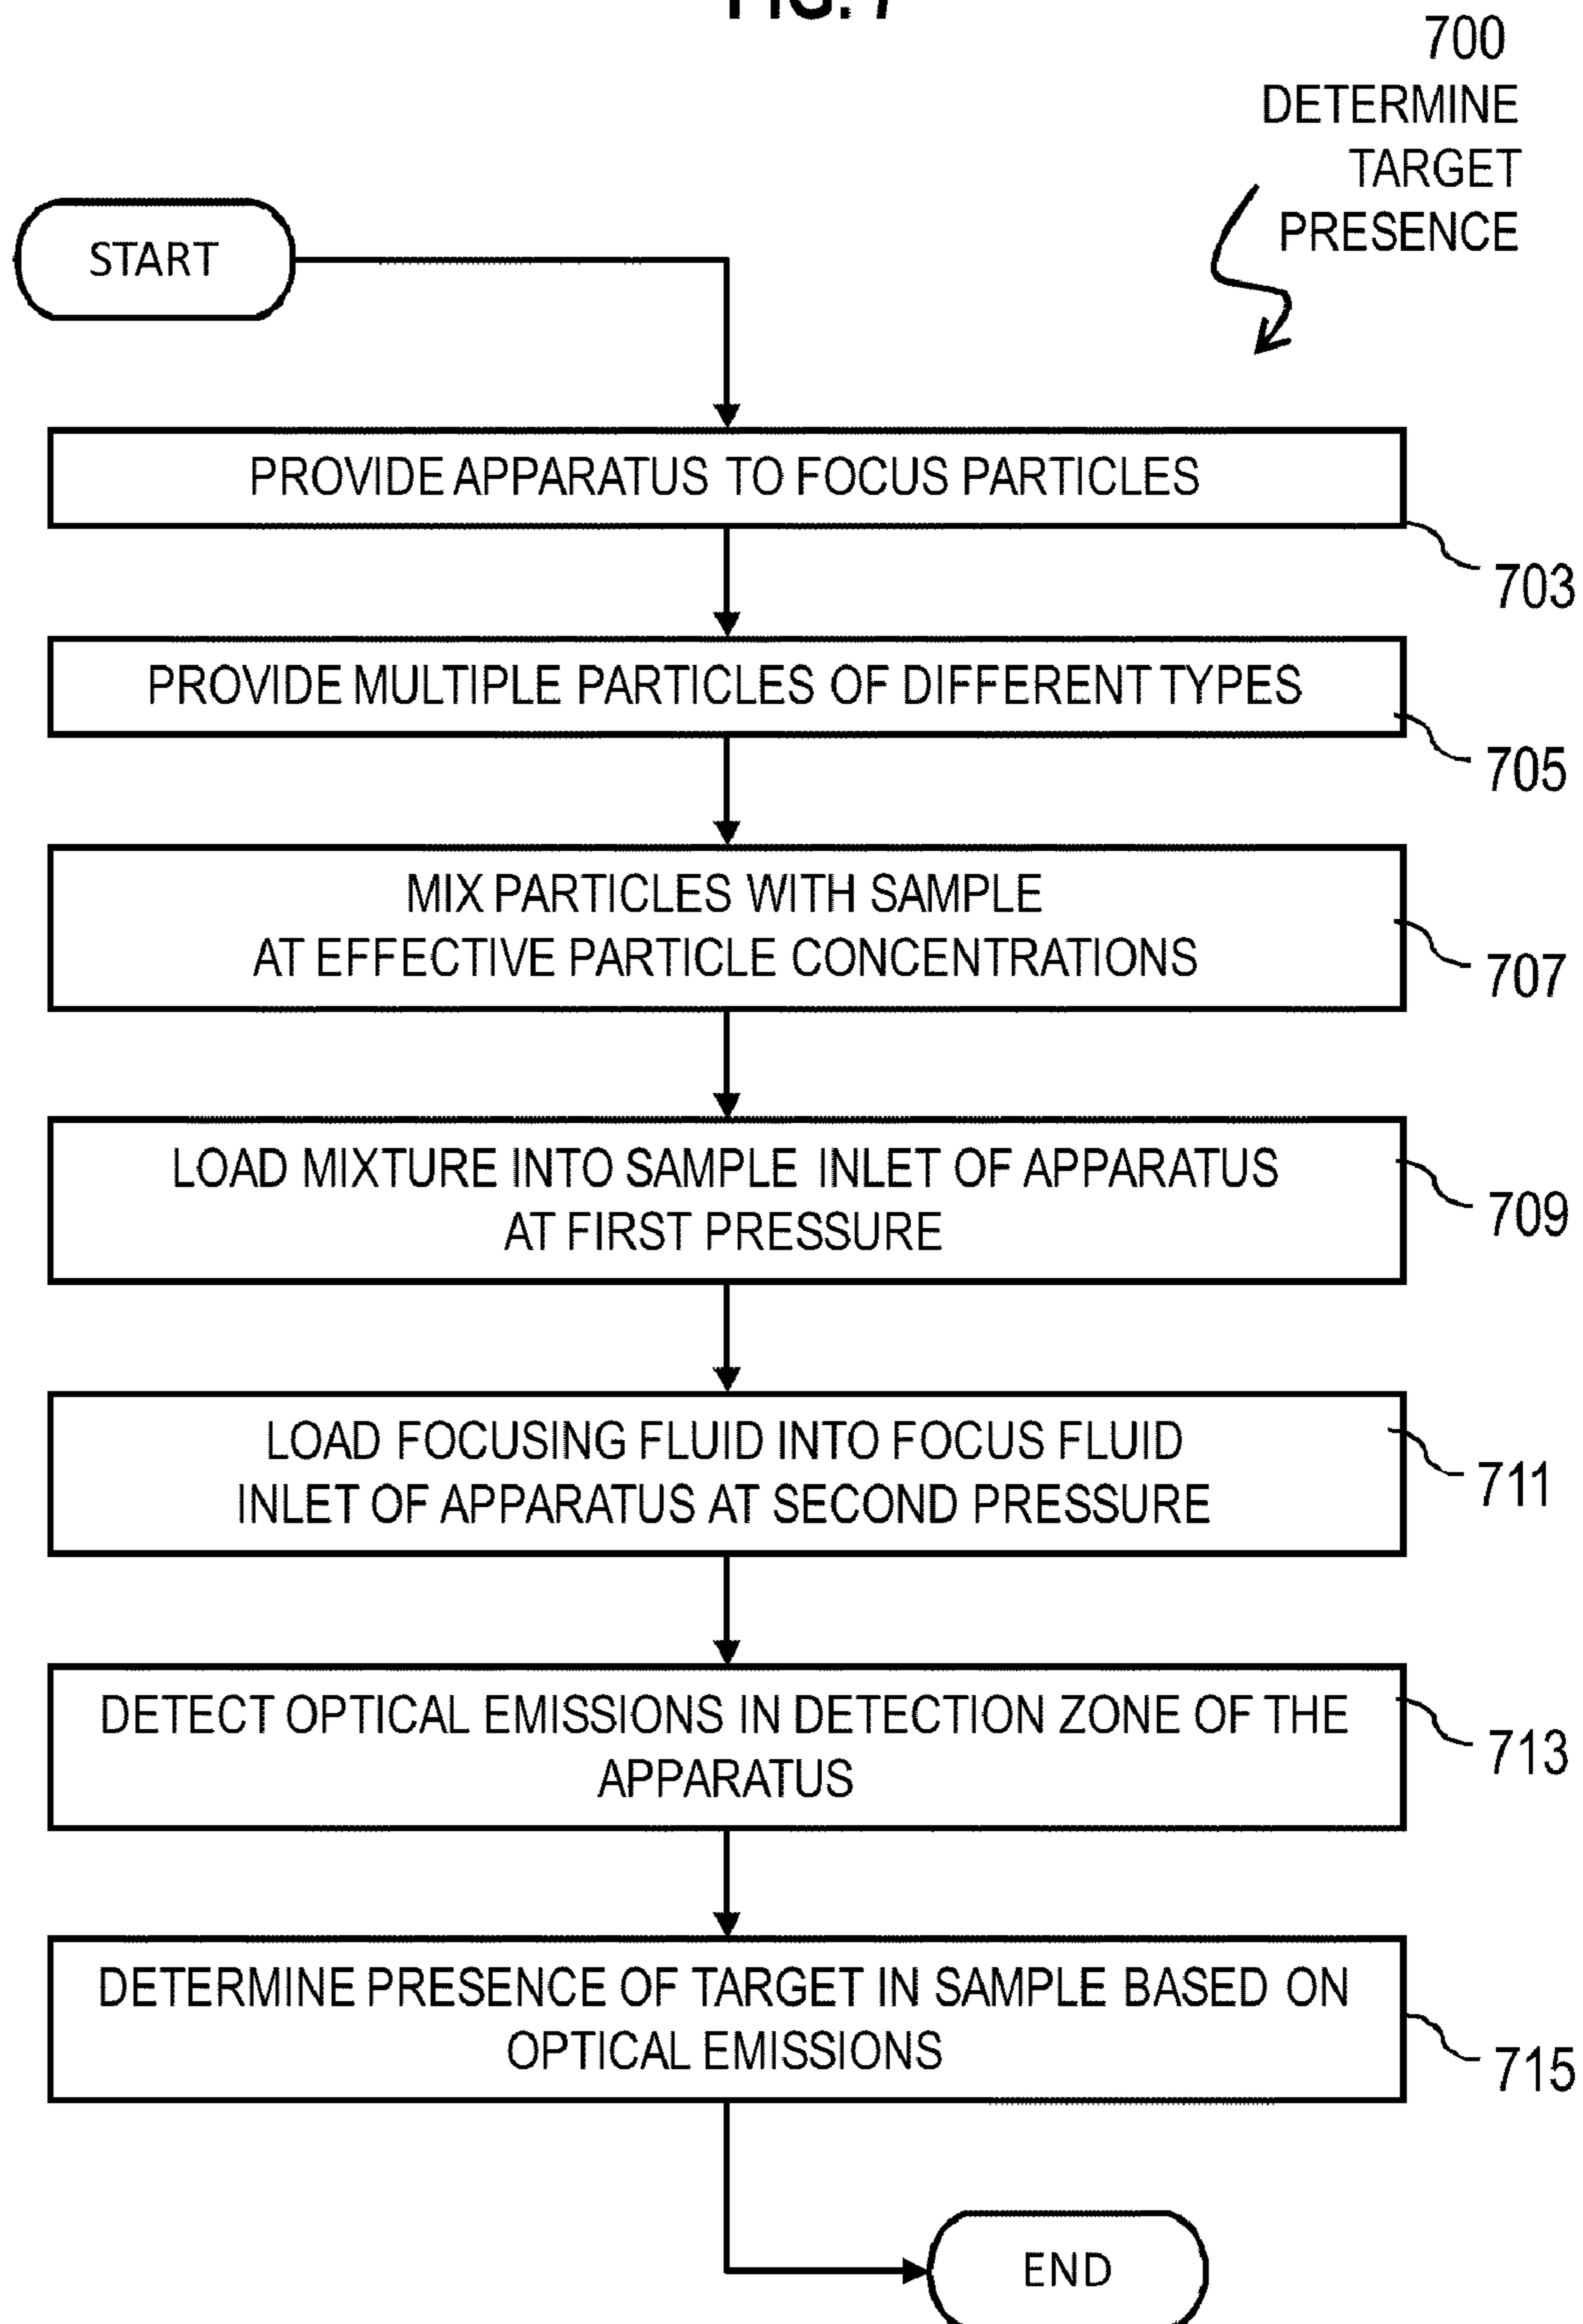 FIG. 7
700
DETERMINE
TARGET
PRESENCE
START
PROVIDE APPARATUS TO FOCUS PARTICLES
703
PROVIDE MULTIPLE PARTICLES OF DIFFERENT TYPES
705
MIX PARTICLES WITH SAMPLE
AT EFFECTIVE PARTICLE CONCENTRATIONS
707
LOAD MIXTURE INTO SAMPLE INLET OF APPARATUS
AT FIRST PRESSURE
709
LOAD FOCUSING FLUID INTO FOCUS FLUID
INLET OF APPARATUS AT SECOND PRESSURE
711
DETECT OPTICAL EMISSIONS IN DETECTION ZONE OF THE
APPARATUS
713
DETERMINE PRESENCE OF TARGET IN SAMPLE BASED ON
OPTICAL EMISSIONS
715
END